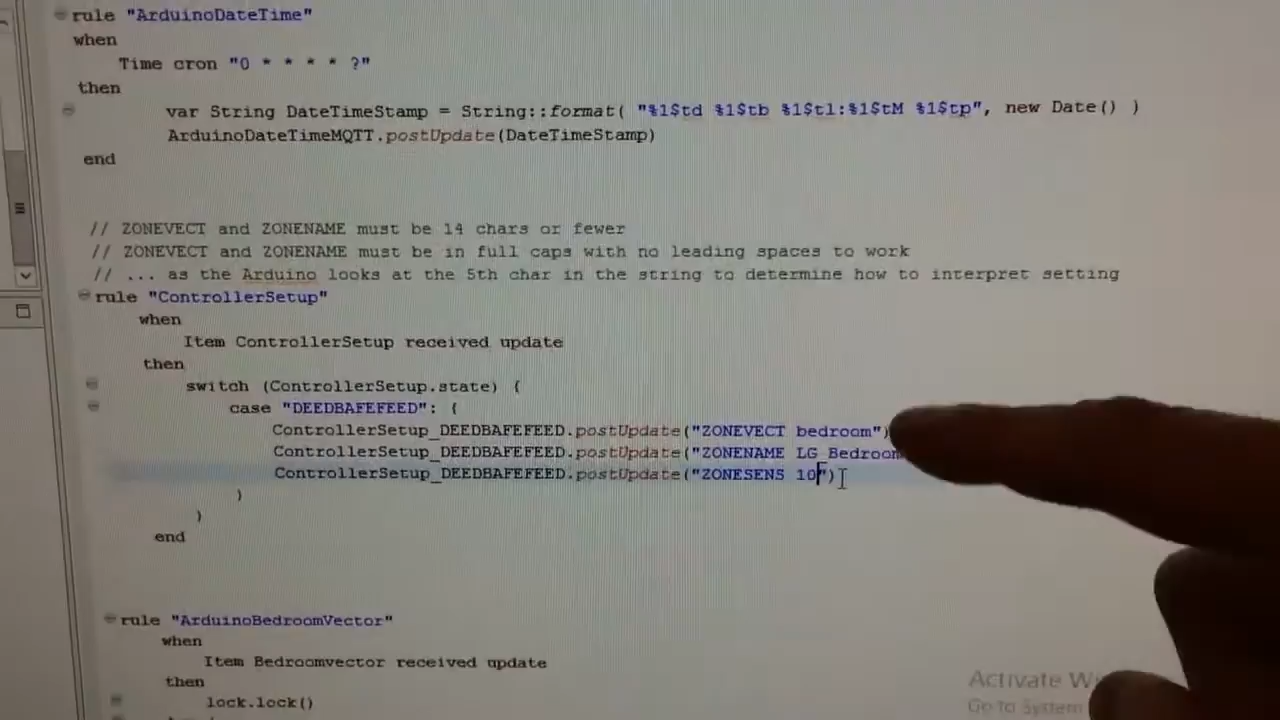 rule "ArduinoDateTime"
when
Time cron "0 * * * * ?"
then
var String DateTimeStamp = String::format( "%1$td %1$tb %1$tl:%1$tM %1$tp", new Date() )
ArduinoDateTimeMQTT.postUpdate(DateTimeStamp)
end
// ZONEVECT and ZONENAME must be 14 chars or fewer
// ZONEVECT and ZONENAME must be in full caps with no leading spaces to work
// ... as the Arduino looks at the 5th char in the string to determine how to interpret setting
rule "ControllerSetup"
when
Item ControllerSetup received update
then
switch (ControllerSetup.state) {
case "DEEDBAFEFEED": {
ControllerSetup_DEEDBAFEFEED.postUpdate("ZONEVECT bedroom")
ControllerSetup_DEEDBAFEFEED.postUpdate("ZONENAME LG Bedroom
ControllerSetup_DEEDBAFEFEED.postUpdate("ZONESENS 10")
}
}
end
rule "ArduinoBedroomVector"
when
Item Bedroomvector received update
then
lock.lock()
Activate
Go to System